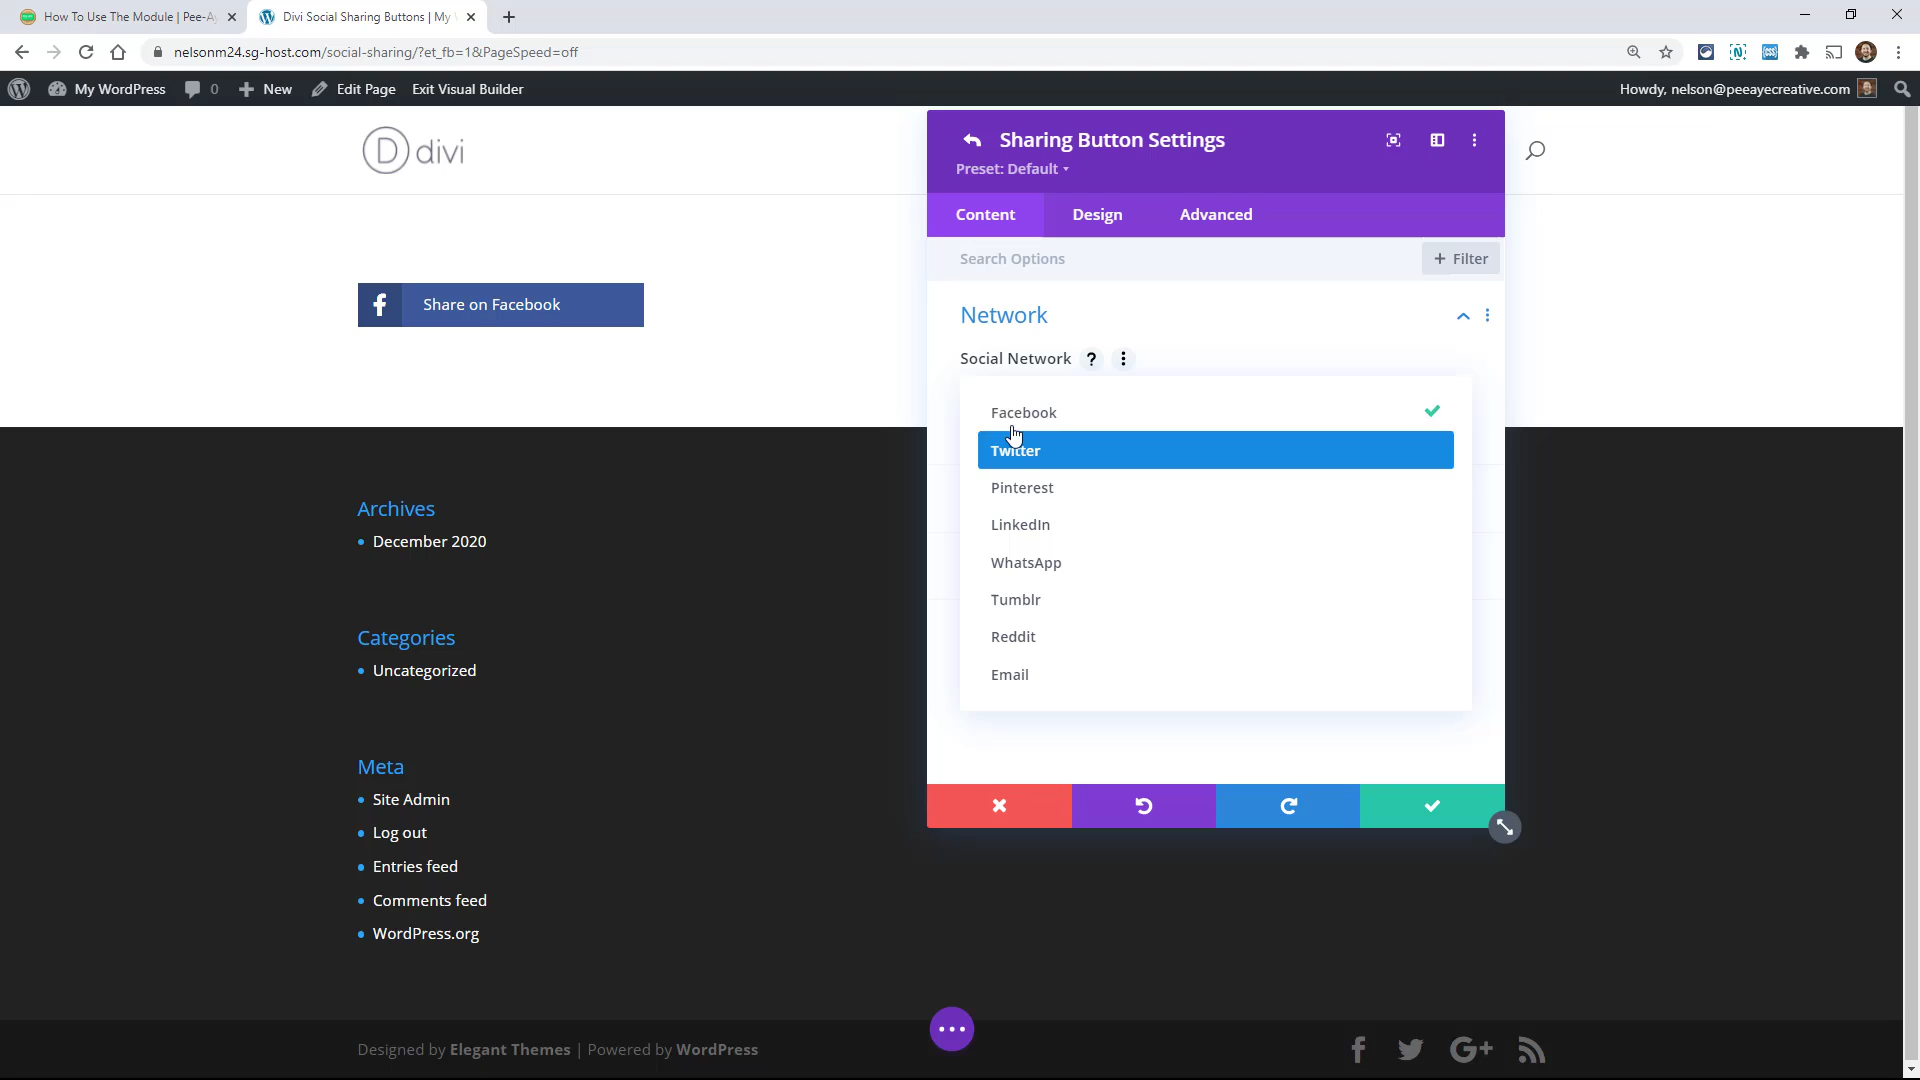 How To Use The Module | Pee-A
Divi Social Sharing Buttons | My
nelsonm24.sg-host.com/social-sharing/?et_fb=1&PageSpeed=off
My WordPress
0
New
Edit Page
Exit Visual Builder
Howdy, nelson@peeayecreative.com
D divi
Sharing Button Settings
Preset: Default
Content
Design
Advanced
Search Options
+ Filter
Share on Facebook
Network
Social Network ?
Facebook
Twitter
Pinterest
LinkedIn
WhatsApp
Tumblr
Reddit
Email
Archives
December 2020
Categories
Uncategorized
Meta
Site Admin
Log out
Entries feed
Comments feed
WordPress.org
Designed by Elegant Themes | Powered by WordPress
G+